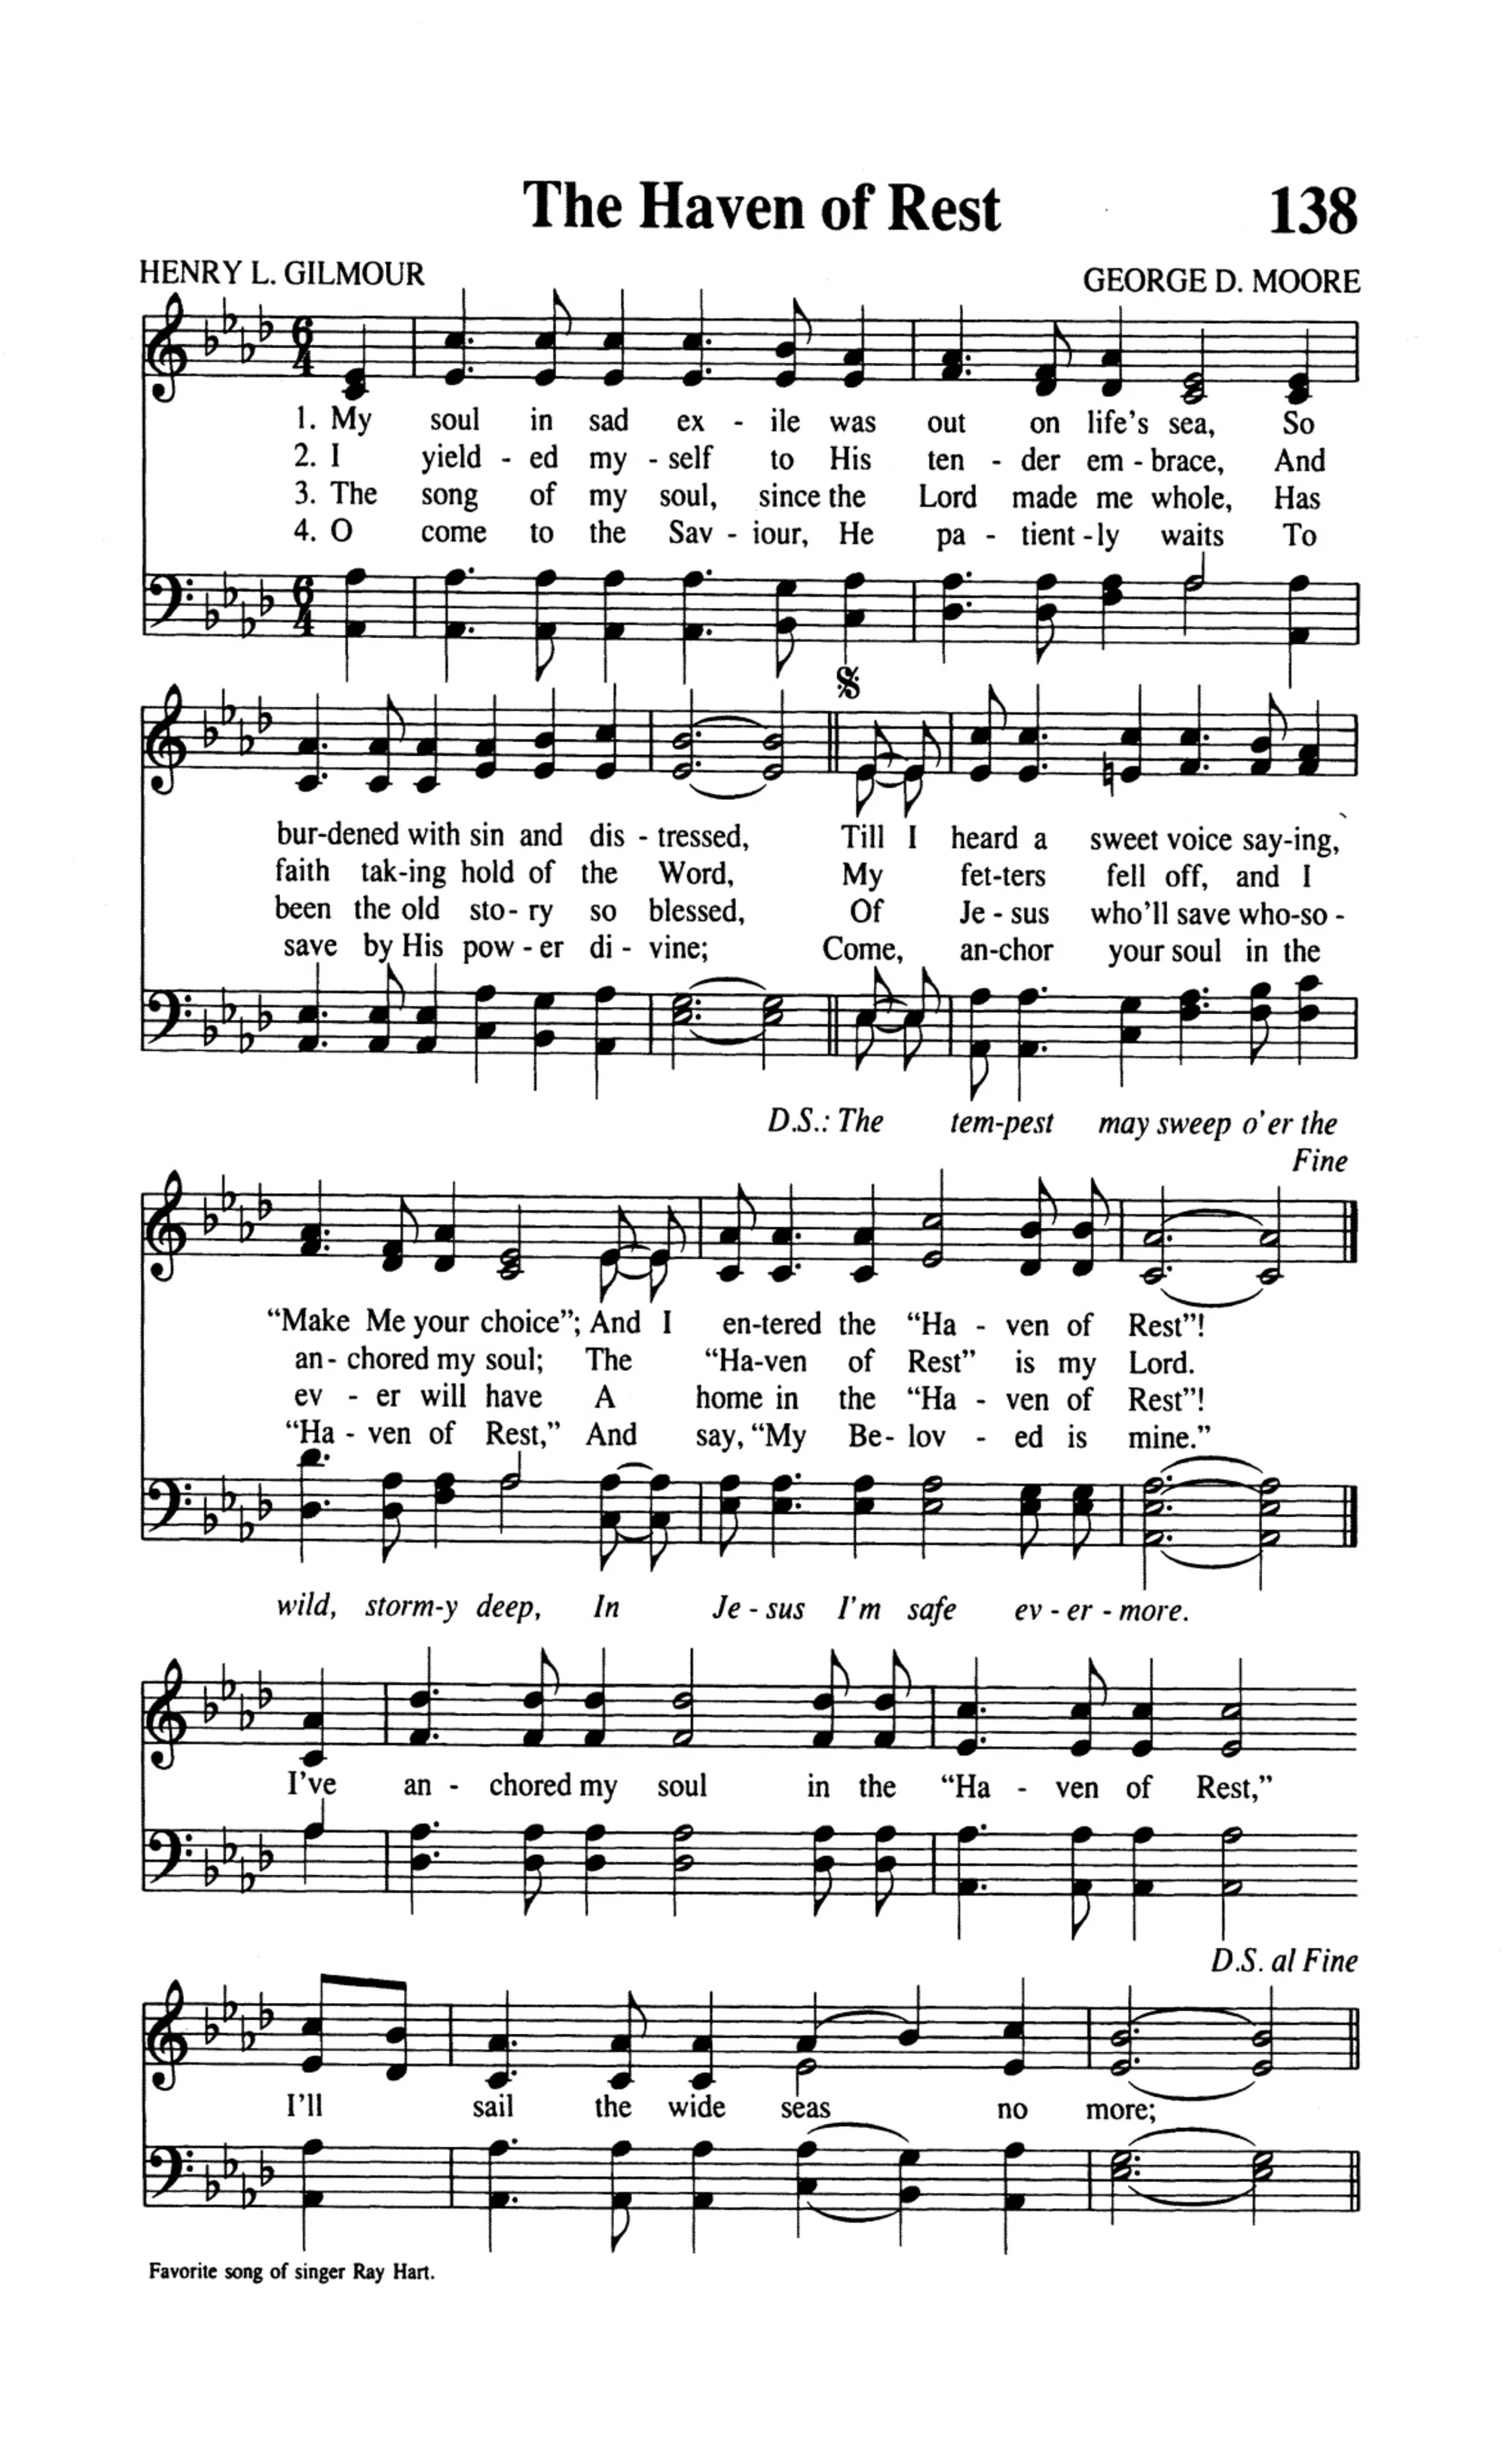 The Haven of Rest 138
HENRY L. GILMOUR GEORGE D. MOORE
1. My soul in sad ex - ile was out on life's sea, So
2. I yield - ed my - self to His ten - der em - brace, And
3. The song of my soul, since the Lord made me whole, Has
4. O come to the Sav - iour, He pa - tient - ly waits To
bur-dened with sin and dis - tressed, Till I heard a sweet voice say-ing,
faith tak-ing hold of the Word, My fet-ters fell off, and I
been the old sto- ry so blessed, Of Je - sus who'll save who-so -
save by His pow - er di - vine; Come, an-chor your soul in the
D.S.: The tem-pest may sweep o'er the
Fine
“Make Me your choice”; And I en-tered the “Ha - ven of Rest”!
an- chored my soul; The “Ha-ven of Rest” is my Lord.
ev - er will have A home in the “Ha - ven of Rest”!
“Ha - ven of Rest,” And say, “My Be- lov - ed is mine.”
wild, storm-y deep, In Je - sus I'm safe ev - er - more.
I've an - chored my soul in the “Ha - ven of Rest,”
D.S. al Fine
I'll sail the wide seas no more;
Favorite song of singer Ray Hart.